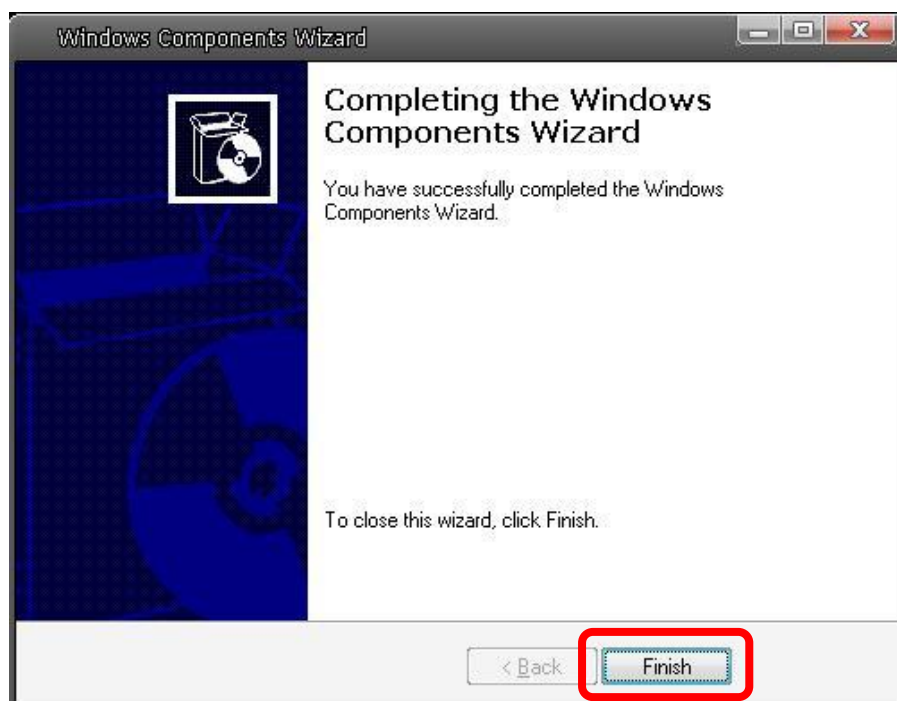 Windows Components Wizard
Completing the Windows
Components Wizard
You have successfully completed the Windows
Components Wizard.
To close this wizard, click Finish.
< Back
Finish